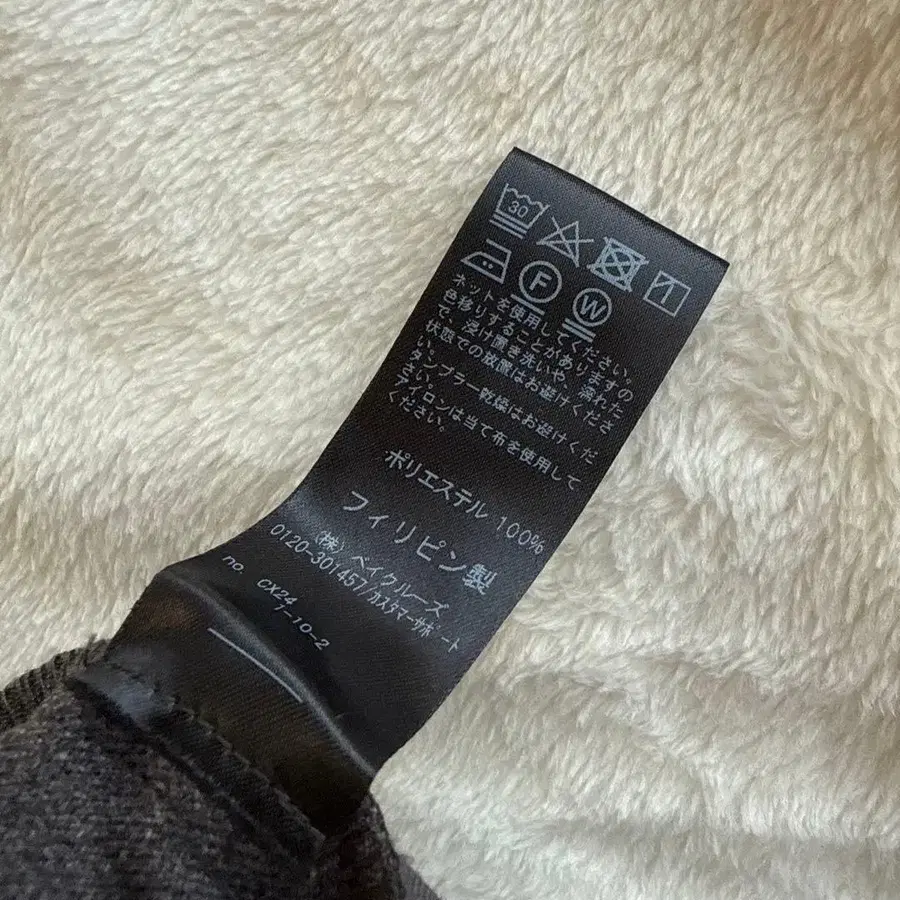 30
F W
ネットを使用してください。
色移りすることがありますの
で、浸け置き洗いや、濡れた
状態での放置はお避けくださ
い。
タンブラー乾燥はお避けくだ
さい。
アイロンは当て布を使用して
ください。
ポリエステル 100%
フィリピン製
(株) ベイクルーズ
0120-301457/カスタマーサポート
no. CX24
1-10-2